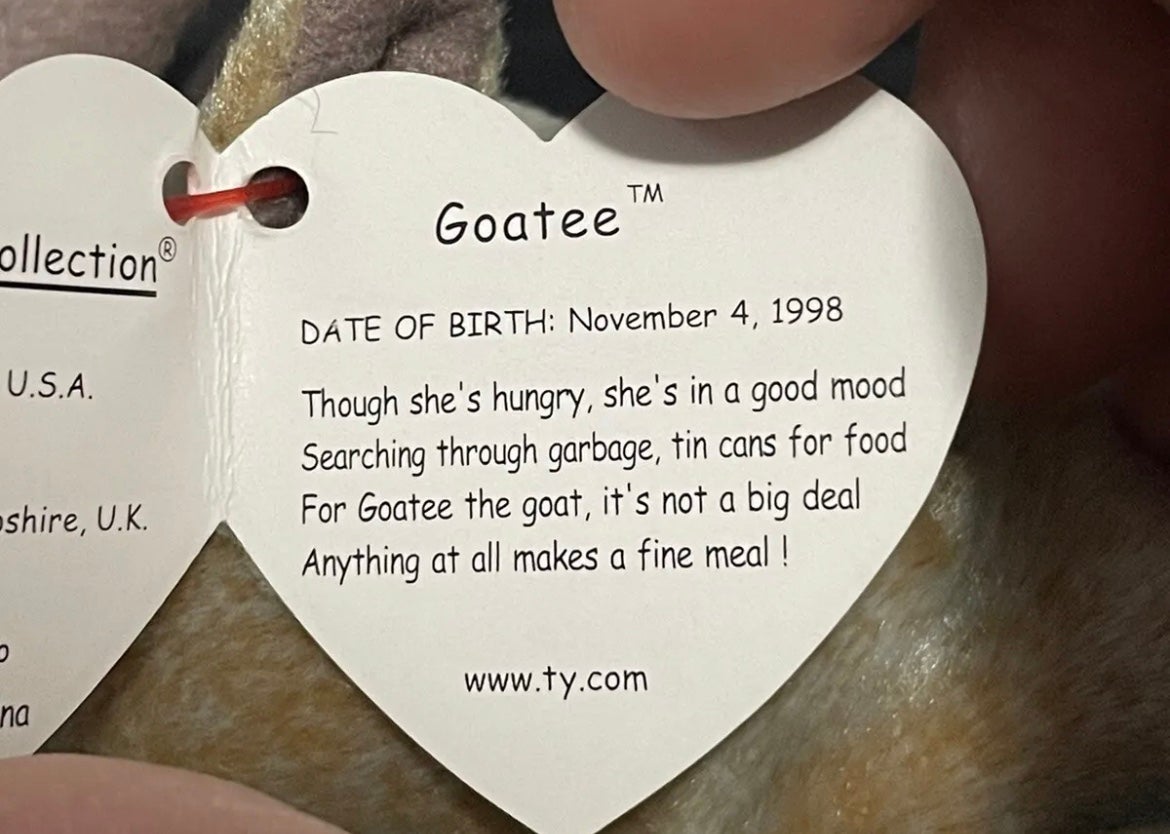 ollection®
U.S.A.
shire, U.K.
na
Goatee™
DATE OF BIRTH: November 4, 1998
Though she's hungry, she's in a good mood
Searching through garbage, tin cans for food
For Goatee the goat, it's not a big deal
Anything at all makes a fine meal !
www.ty.com